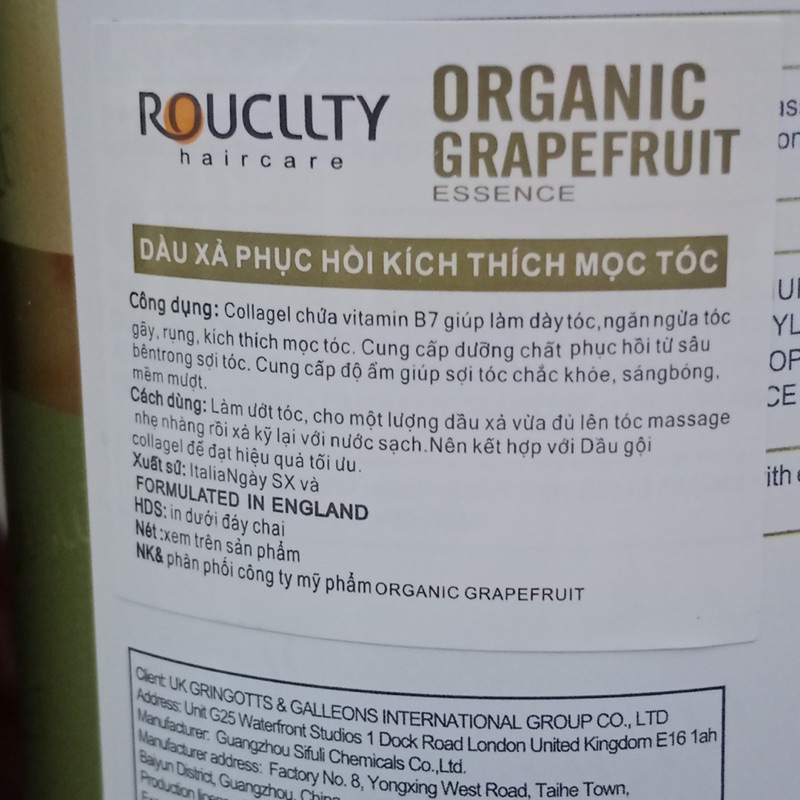 ROUCLLTY
haircare
ORGANIC
GRAPEFRUIT
ESSENCE
DẦU XẢ PHỤC HỒI KÍCH THÍCH MỌC TÓC
Công dụng: Collagel chứa vitamin B7 giúp làm dày tóc,ngăn ngừa tóc
gãy, rụng, kích thich mọc tóc. Cung cấp dưỡng chất phục hồi từ sâu
bêntrong sợi tóc. Cung cấp độ ẩm giúp sợi tóc chắc khỏe, sángbóng,
mềm mượt.
Cách dùng: Làm ướt tóc, cho một lượng dầu xả vừa đủ lên tóc massage
nhẹ nhàng rồi xả kỹ lại với nước sạch.Nên kết hợp với Dầu gội
collagel để đạt hiệu quả tối ưu.
Xuất sứ: ItaliaNgày SX và
FORMULATED IN ENGLAND
HDS: in dưới đáy chai
Nét :xem trên sản phẩm
NK& phân phối công ty mỹ phẩm ORGANIC GRAPEFRUIT
Client: UK GRINGOTTS & GALLEONS INTERNATIONAL GROUP CO., LTD
Address: Unit G25 Waterfront Studios 1 Dock Road London United Kingdom E16 1ah
Manufacturer: Guangzhou Sifuli Chemicals Co.,Ltd.
Manufacturer address: Factory No. 8, Yongxing West Road, Taihe Town,
Baiyun District, Guangzhou, China
Production